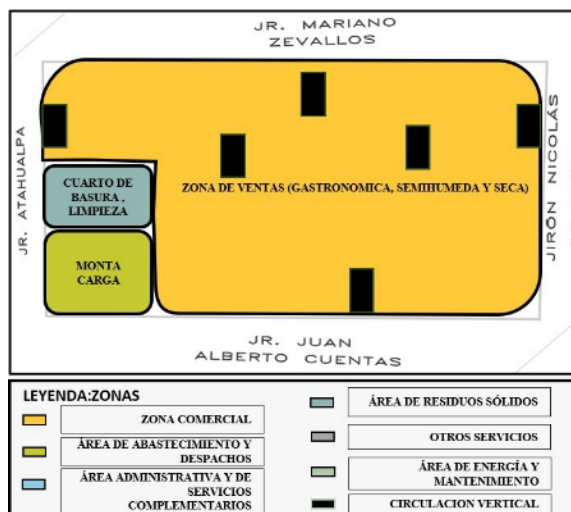 JR. MARIANO
ZEVALLOS
JR. ATAHUALPA
CUARTO DE
BASURA ,
LIMPIEZA
ZONA DE VENTAS (GASTRONOMICA, SEMIHUMEDA Y SECA)
JIRÓN NICOLÁS
MONTA
CARGA
JR. JUAN
ALBERTO CUENTAS
LEYENDA:ZONAS
ZONA COMERCIAL
ÁREA DE ABASTECIMIENTO Y
DESPACHOS
ÁREA ADMINISTRATIVA Y DE
SERVICIOS
COMPLEMENTARIOS
ÁREA DE RESIDUOS SÓLIDOS
OTROS SERVICIOS
ÁREA DE ENERGÍA Y
MANTENIMIENTO
CIRCULACION VERTICAL